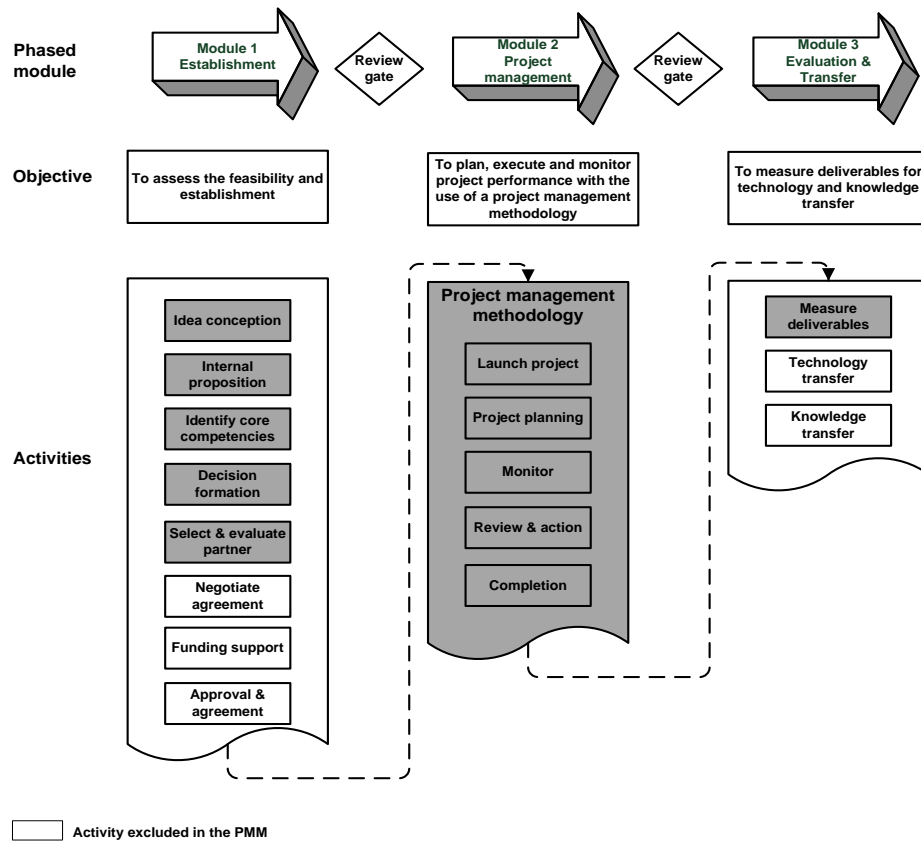 Phased
module
Module 1
Establishment
Review
gate
Module 2
Project
management
Review
gate
Module 3
Evaluation &
Transfer
Objective
To assess the feasibility and
establishment
To plan, execute and monitor
project performance with the
use of a project management
methodology
To measure deliverables for
technology and knowledge
transfer
Activities
Idea conception
Internal
proposition
Identify core
competencies
Decision
formation
Select & evaluate
partner
Negotiate
agreement
Funding support
Approval &
agreement
Project management
methodology
Launch project
Project planning
Monitor
Review & action
Completion
Measure
deliverables
Technology
transfer
Knowledge
transfer
Activity excluded in the PMM